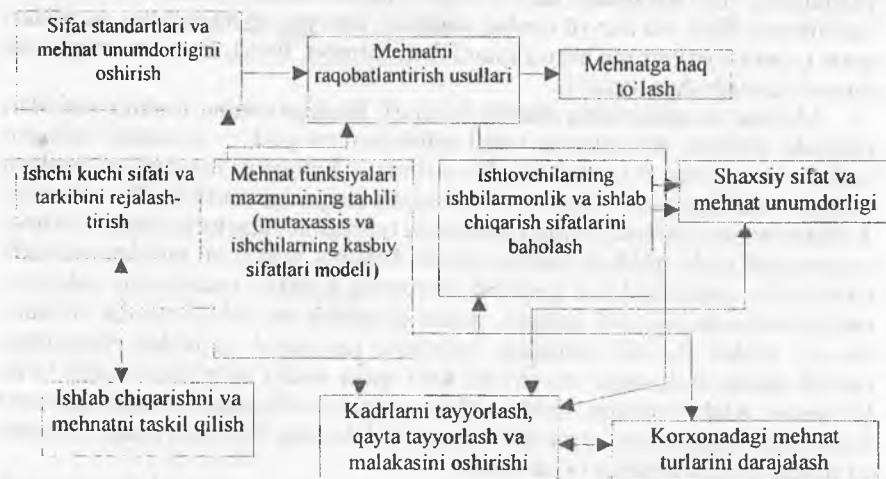 Sifat standartlari va
mehnat unumdorligini
oshirish
Mehnatni
raqobatlantirish usullari
Mehnatga haq
to`lash
Ishchi kuchi sifati va
tarkibini rejalash-
tirish
Mehnat funksiyalari
mazmunining tahlili
(mutaxassis va
ishchilarning kasbiy
sifatlari modeli)
Ishlovchilarning
ishbilarmonlik va ishlab
chiqarish sifatlarini
baholash
Shaxsiy sifat va
mehnat unumdorligi
Ishlab chiqarishni va
mehnatni taskil qilish
Kadrlarni tayyorlash,
qayta tayyorlash va
malakasini oshirishi
Korxonadagi mehnat
turlarini darajalash